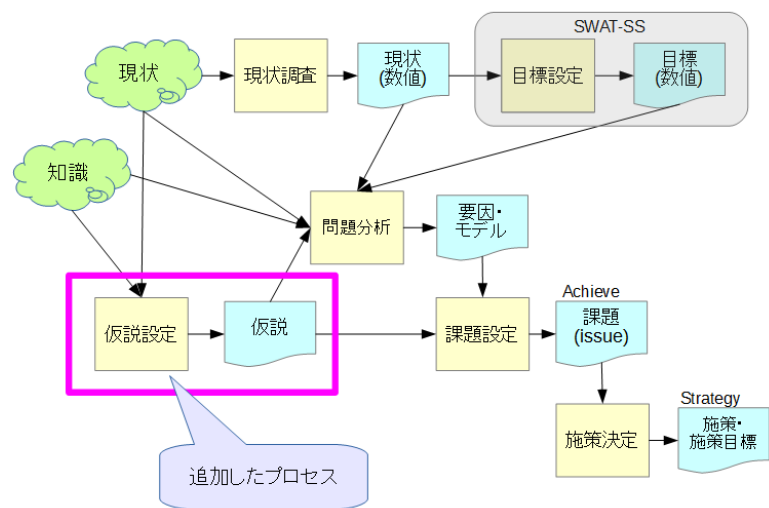 SWAT-SS
現状
現状調査
現状
(数値)
目標設定
目標
(数値)
知識
問題分析
要因・
モデル
仮説設定
仮説
課題設定
Achieve
課題
(issue)
Strategy
施策決定
施策・
施策目標
追加したプロセス